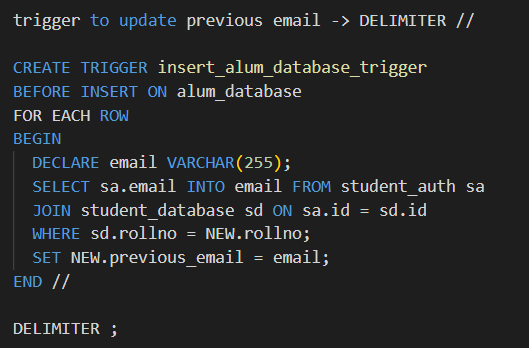 trigger to update previous email -> DELIMITER //
CREATE TRIGGER insert_alum_database_trigger
BEFORE INSERT ON alum_database
FOR EACH ROW
BEGIN
DECLARE email VARCHAR(255);
SELECT sa.email INTO email FROM student_auth sa
JOIN student_database sd ON sa.id = sd.id
WHERE sd.rollno = NEW.rollno;
SET NEW.previous_email = email;
END //
DELIMITER ;